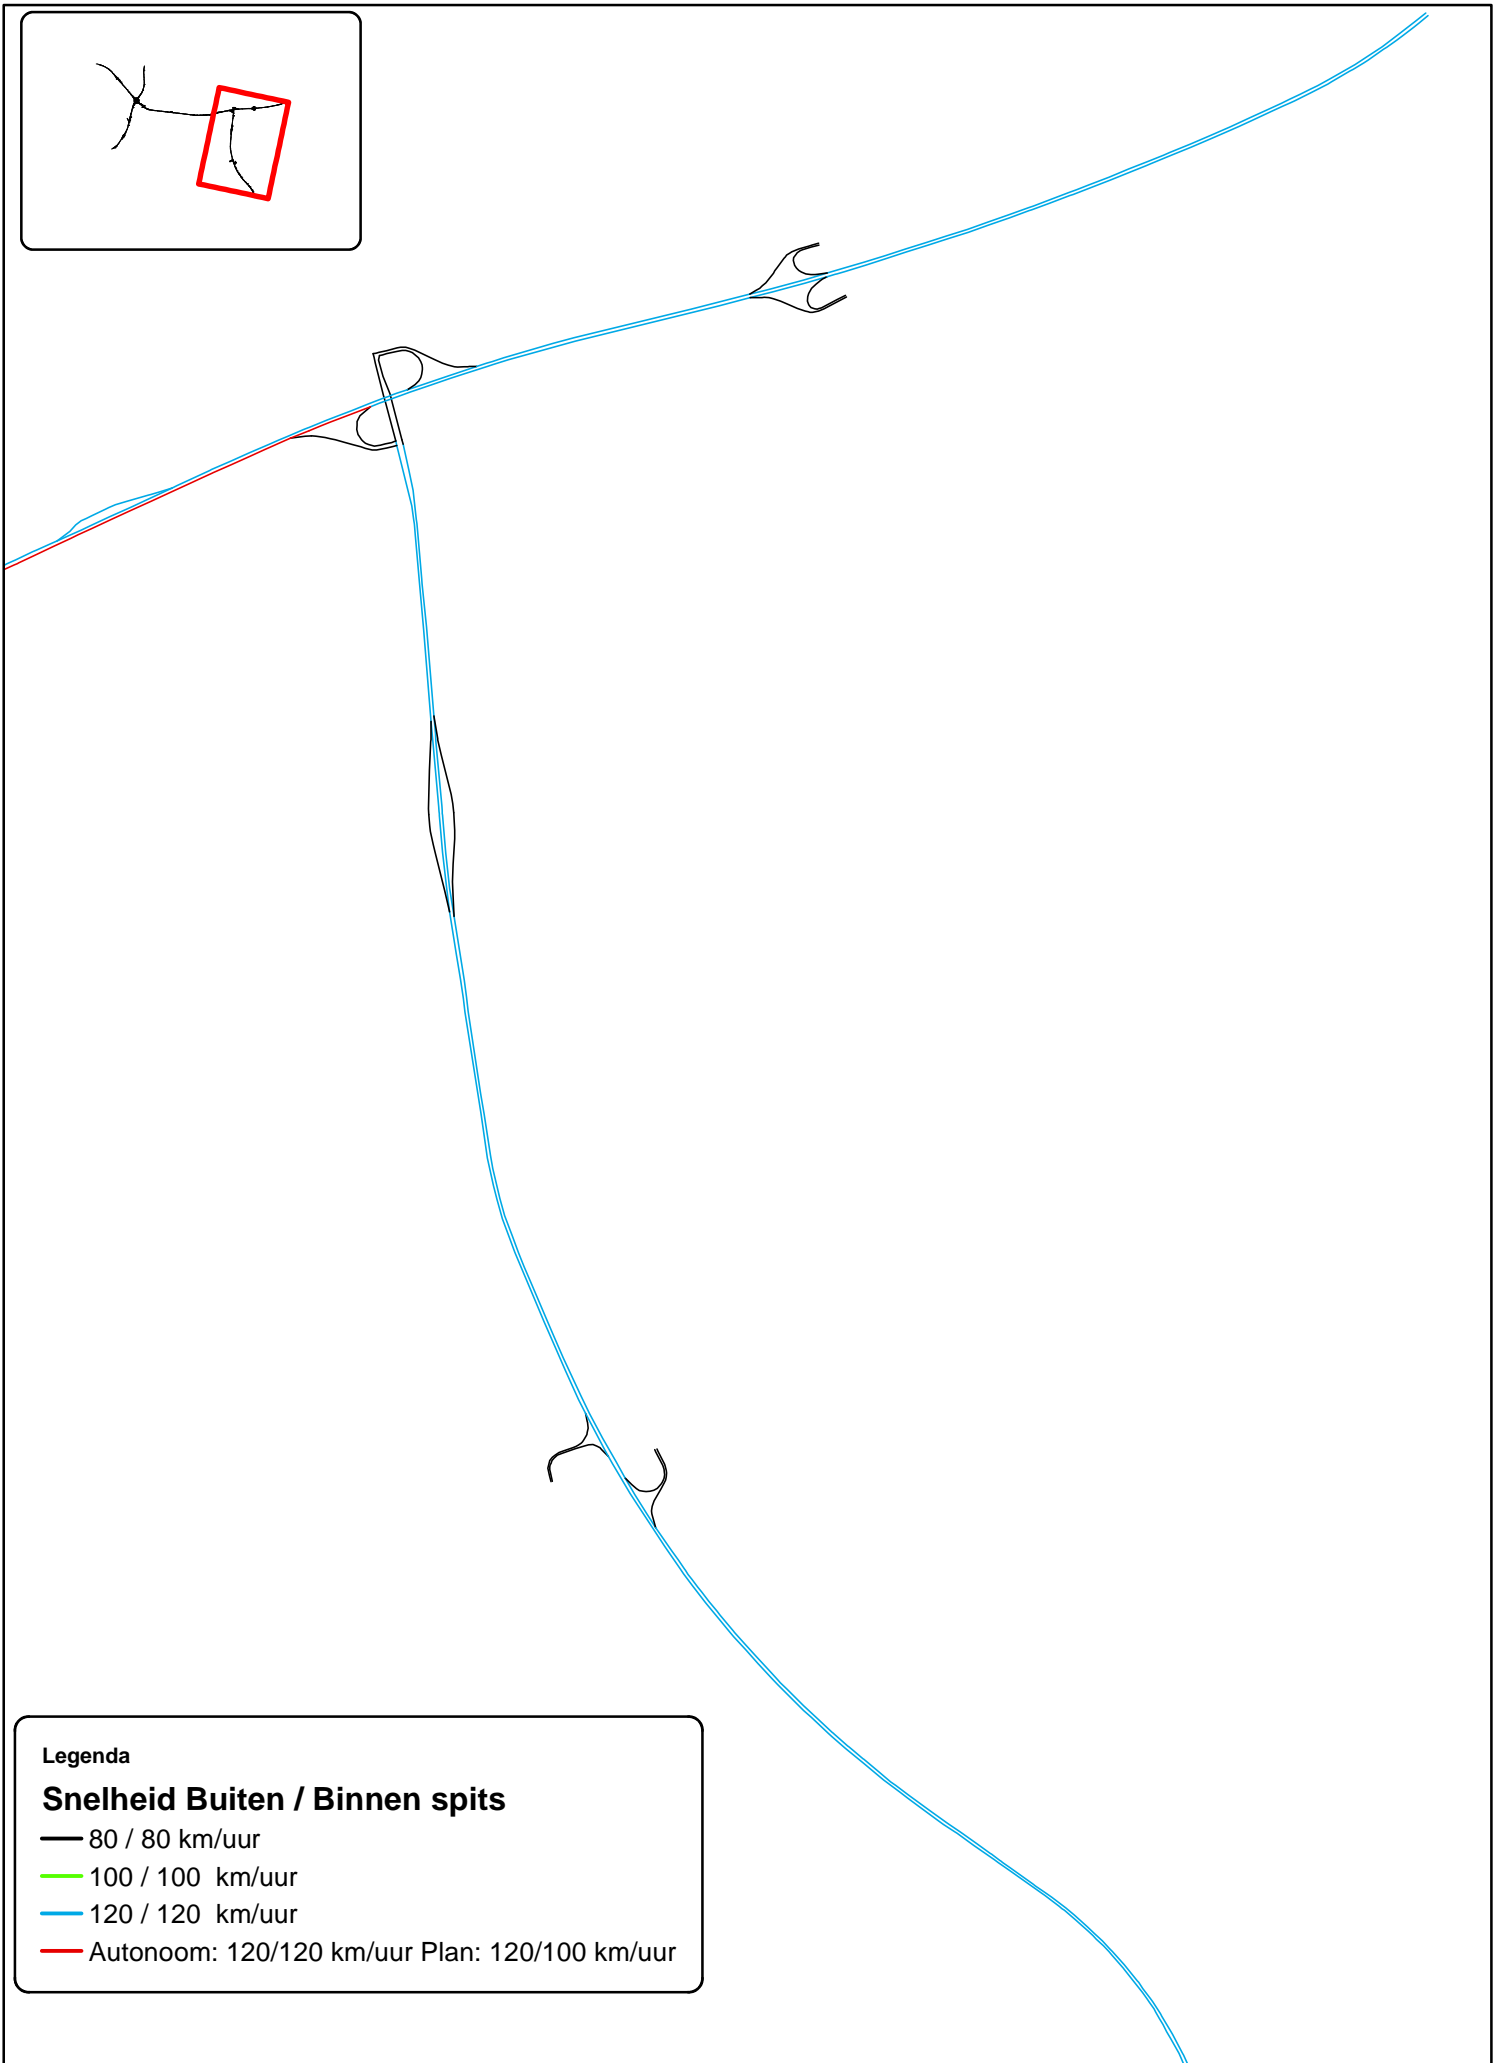 Legenda
Snelheid Buiten / Binnen spits
80 / 80 km/uur
100 / 100 km/uur
120 / 120 km/uur
Autonoom: 120/120 km/uur Plan: 120/100 km/uur